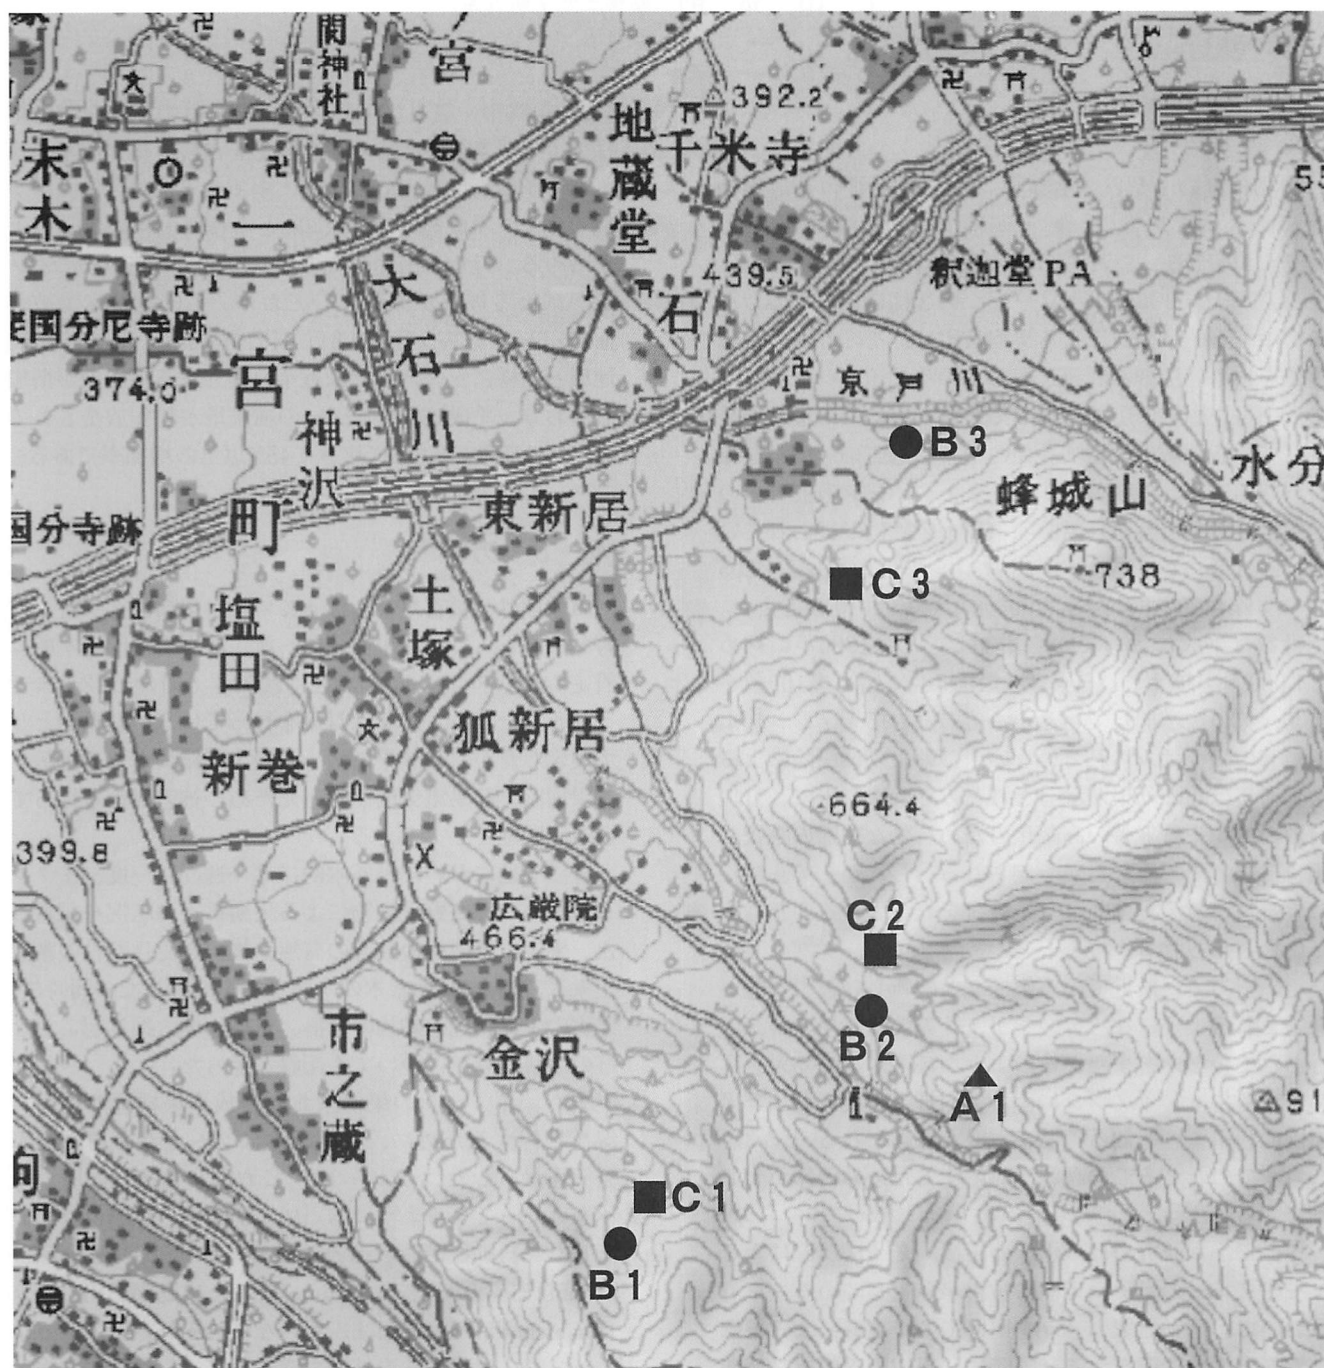 関神社
宮
392.2
千米寺
地蔵堂
末木
一
大石川
439.5
石
釈迦堂PA
国分尼寺跡
374.0
宮
京戸川
B3
神沢
水分
蜂城山
町
東新居
国分寺跡
738
C3
土塚
塩田
狐新居
新巻
664.4
399.8
広厳院
466.4
C2
B2
市之蔵
金沢
A1
91
C1
B1